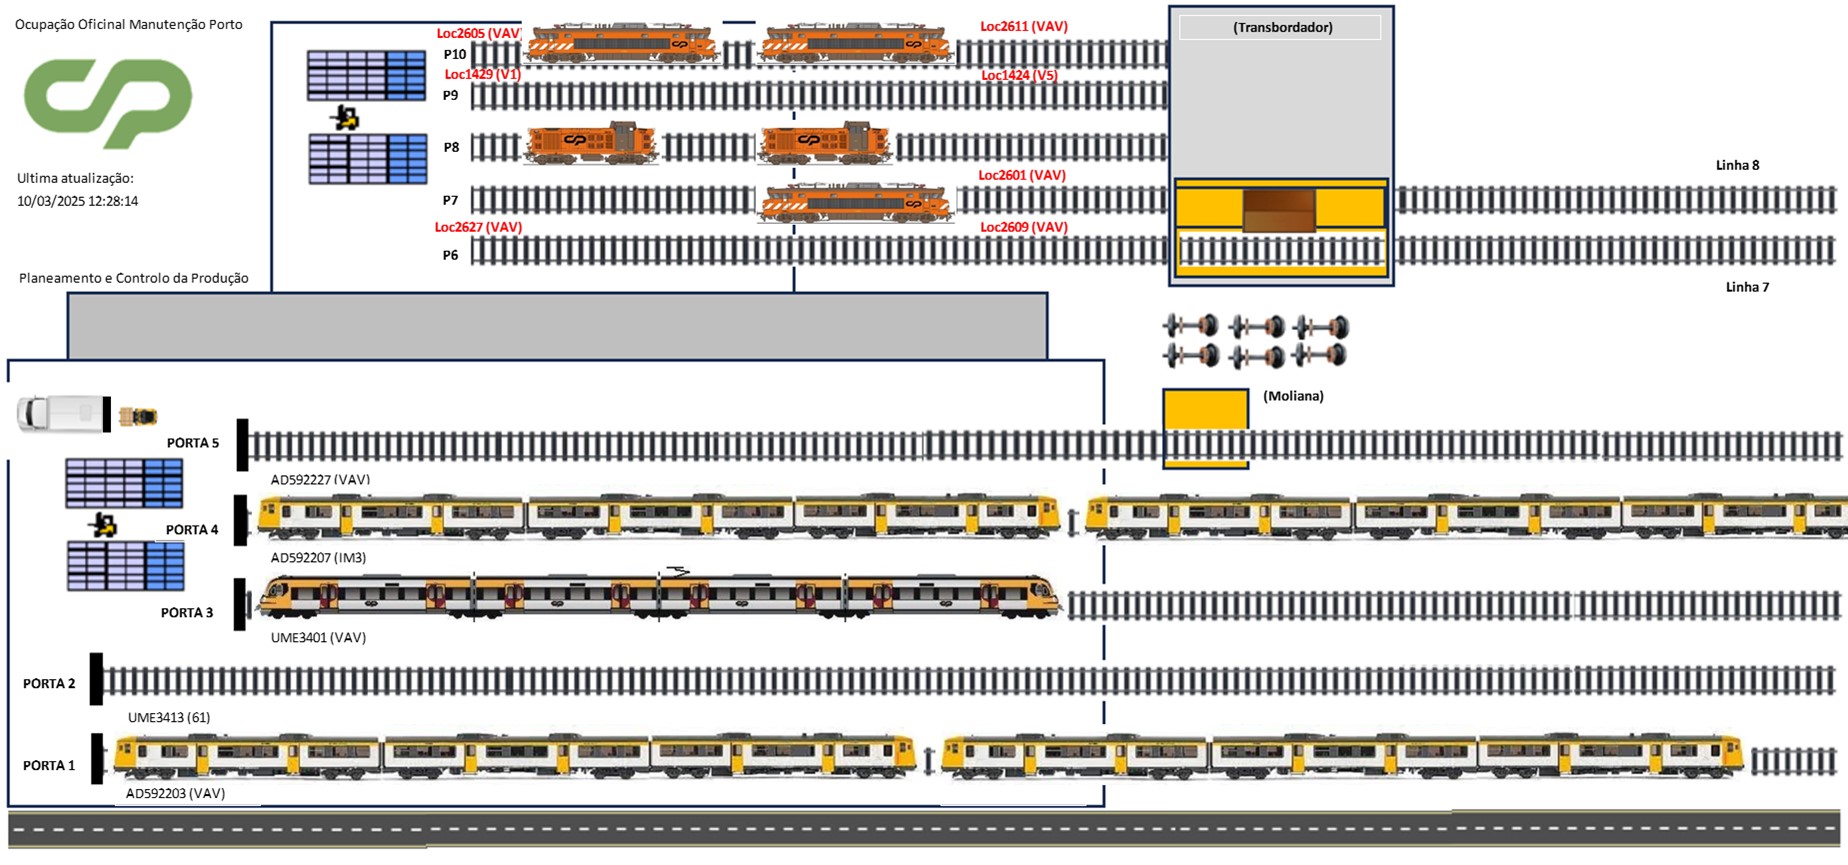 Ocupação Oficinal Manutenção Porto
Loc2605 (VAV)
Loc2611 (VAV)
(Transbordador)
P10
Loc1429 (V1)
Loc1424 (V5)
P9
P8
Linha 8
Ultima atualização:
10/03/2025 12:28:14
Loc2601 (VAV)
P7
Loc2627 (VAV)
Loc2609 (VAV)
P6
Planeamento e Controlo da Produção
Linha 7
(Moliana)
PORTA 5
AD592227 (VAV)
PORTA 4
AD592207 (IM3)
PORTA 3
UME3401 (VAV)
PORTA 2
UME3413 (61)
PORTA 1
AD592203 (VAV)